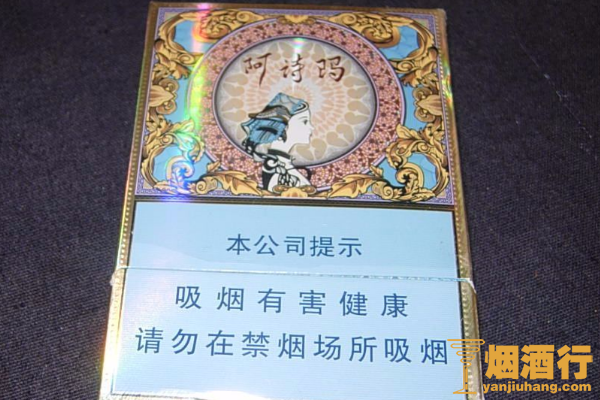 阿诗玛
本公司提示
吸烟有害健康
请勿在禁烟场所吸烟
烟酒行
yanjiuhang.com